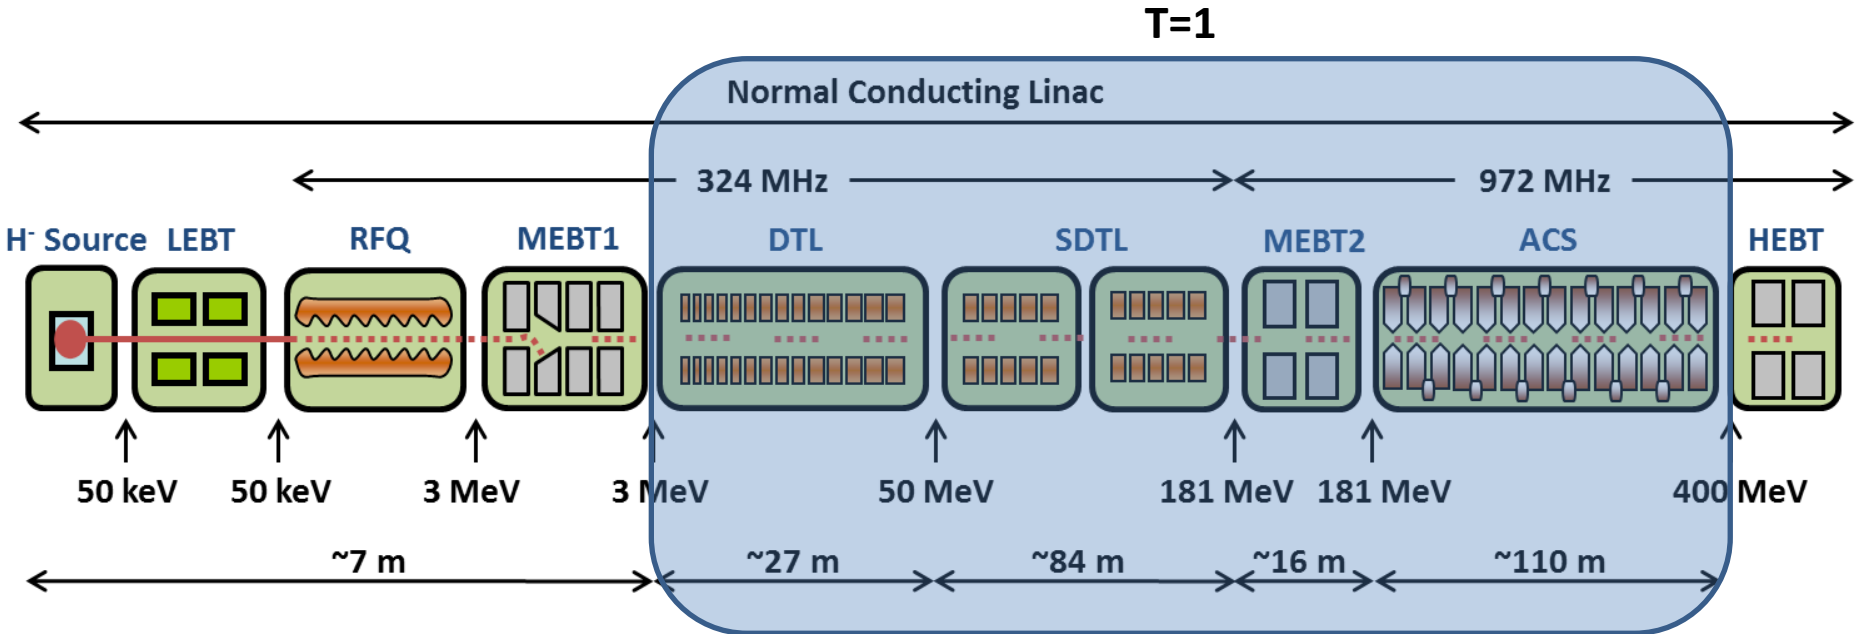 T=1
Normal Conducting Linac
324 MHz 972 MHz
H⁻ Source LEBT RFQ MEBT1 DTL SDTL MEBT2 ACS HEBT
50 keV 50 keV 3 MeV 3 MeV 50 MeV 181 MeV 181 MeV 400 MeV
~7 m ~27 m ~84 m ~16 m ~110 m